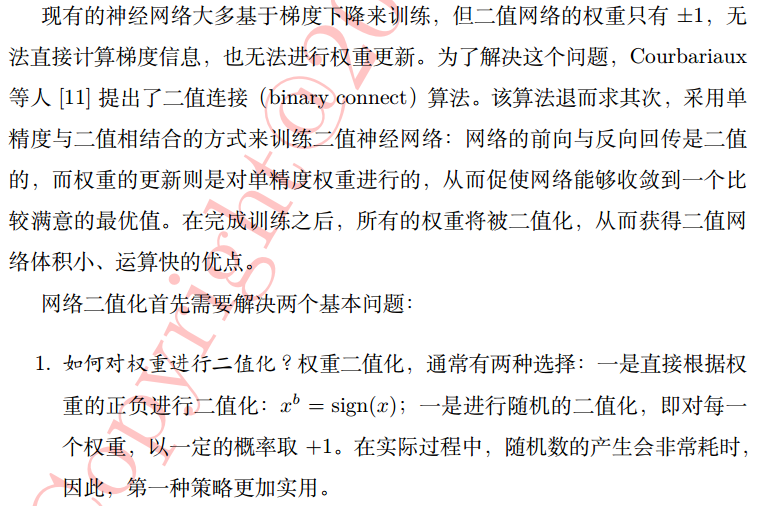 现有的神经网络大多基于梯度下降来训练，但二值网络的权重只有 ±1，无
法直接计算梯度信息，也无法进行权重更新。为了解决这个问题，Courbariaux
等人 [11] 提出了二值连接（binary connect）算法。该算法退而求其次，采用单
精度与二值相结合的方式来训练二值神经网络：网络的前向与反向回传是二值
的，而权重的更新则是对单精度权重进行的，从而促使网络能够收敛到一个比
较满意的最优值。在完成训练之后，所有的权重将被二值化，从而获得二值网
络体积小、运算快的优点。
网络二值化首先需要解决两个基本问题：
1. 如何对权重进行二值化？权重二值化，通常有两种选择：一是直接根据权
重的正负进行二值化：x^b = sign(x)；一是进行随机的二值化，即对每一
个权重，以一定的概率取 +1。在实际过程中，随机数的产生会非常耗时，
因此，第一种策略更加实用。
Copyright@20